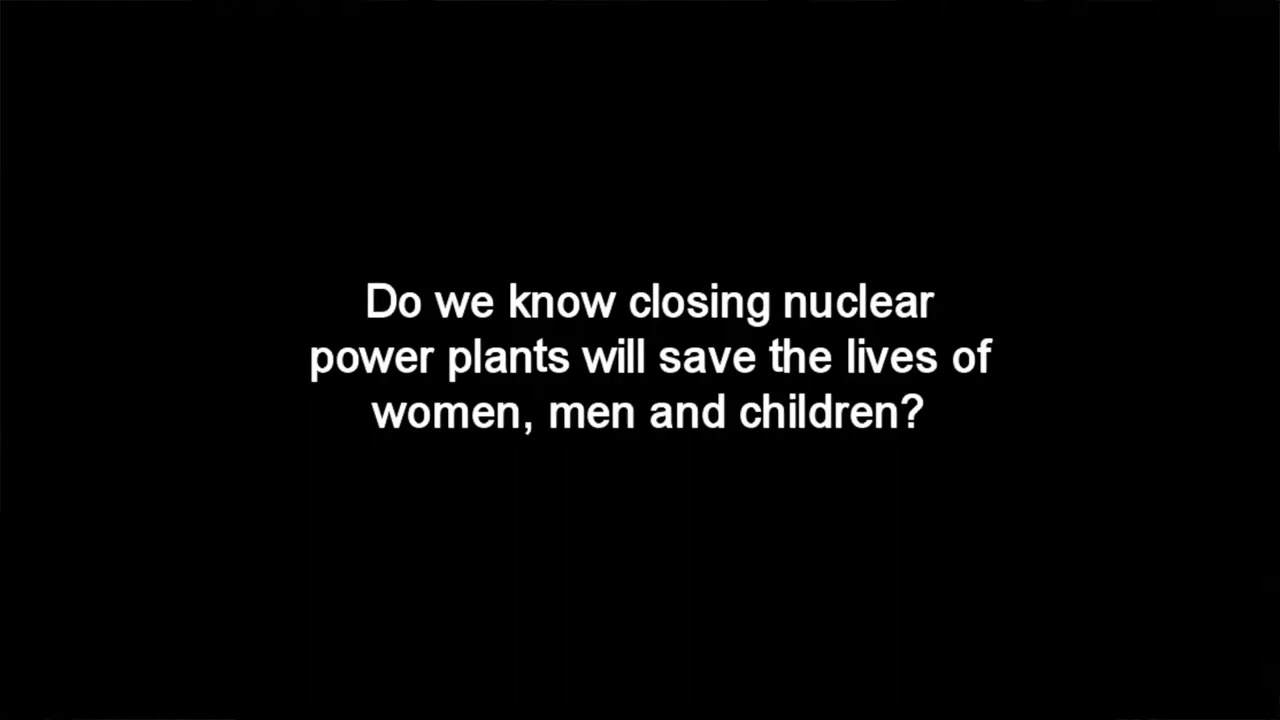 Do we know closing nuclear
power plants will save the lives of
women, men and children?